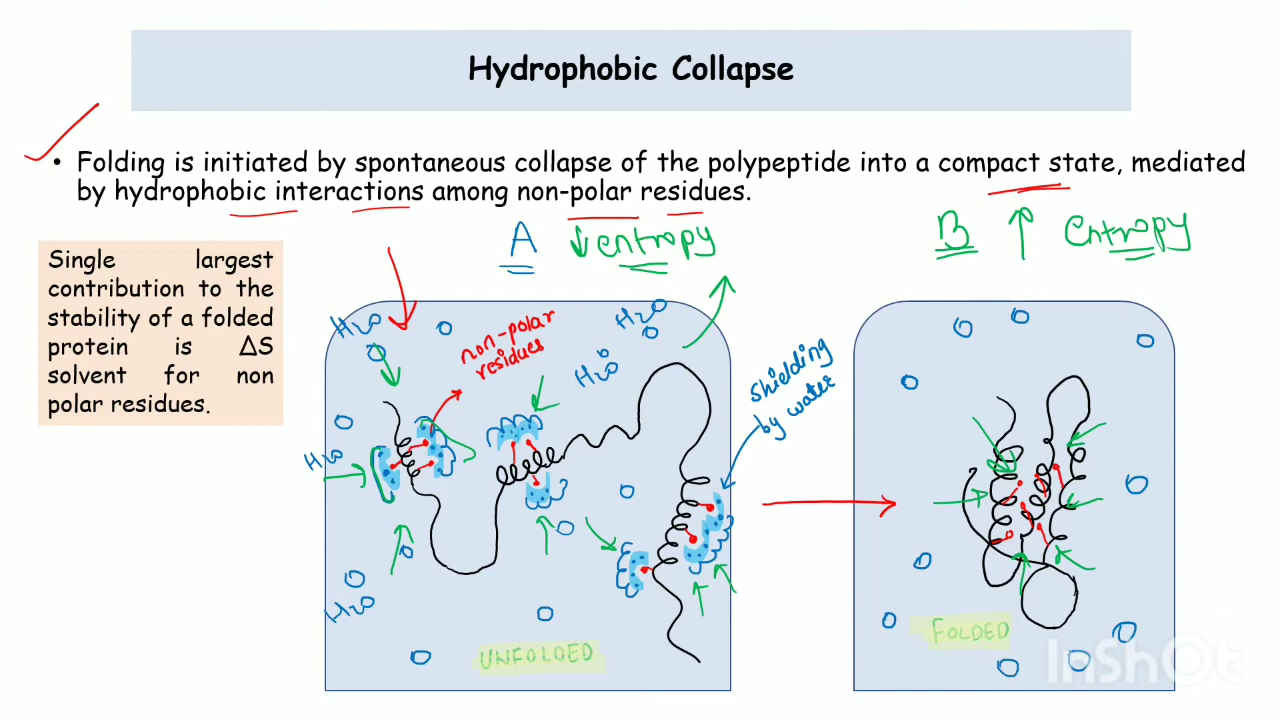 Hydrophobic Collapse
• Folding is initiated by spontaneous collapse of the polypeptide into a compact state, mediated
by hydrophobic interactions among non-polar residues.
A ↓ entropy
B ↑ Entropy
Single largest
contribution to the
stability of a folded
protein is ΔS
solvent for non
polar residues.
H2O
H2O
non-polar
residues
H2O
shielding
by water
H2O
H2O
UNFOLDED
FOLDED
InShOt